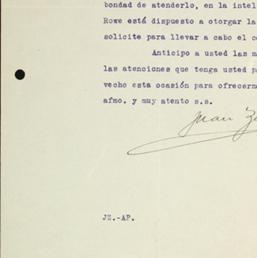 bondad de atenderlo, en la intel
Rowe está dispuesto a otorgar la
solicite para llevar a cabo el c
Anticipo a usted las m
las atenciones que tenga usted p
vecho esta ocasión para ofrecerm
afmo. y muy atento s.s.
Juan
JZ.-AP.